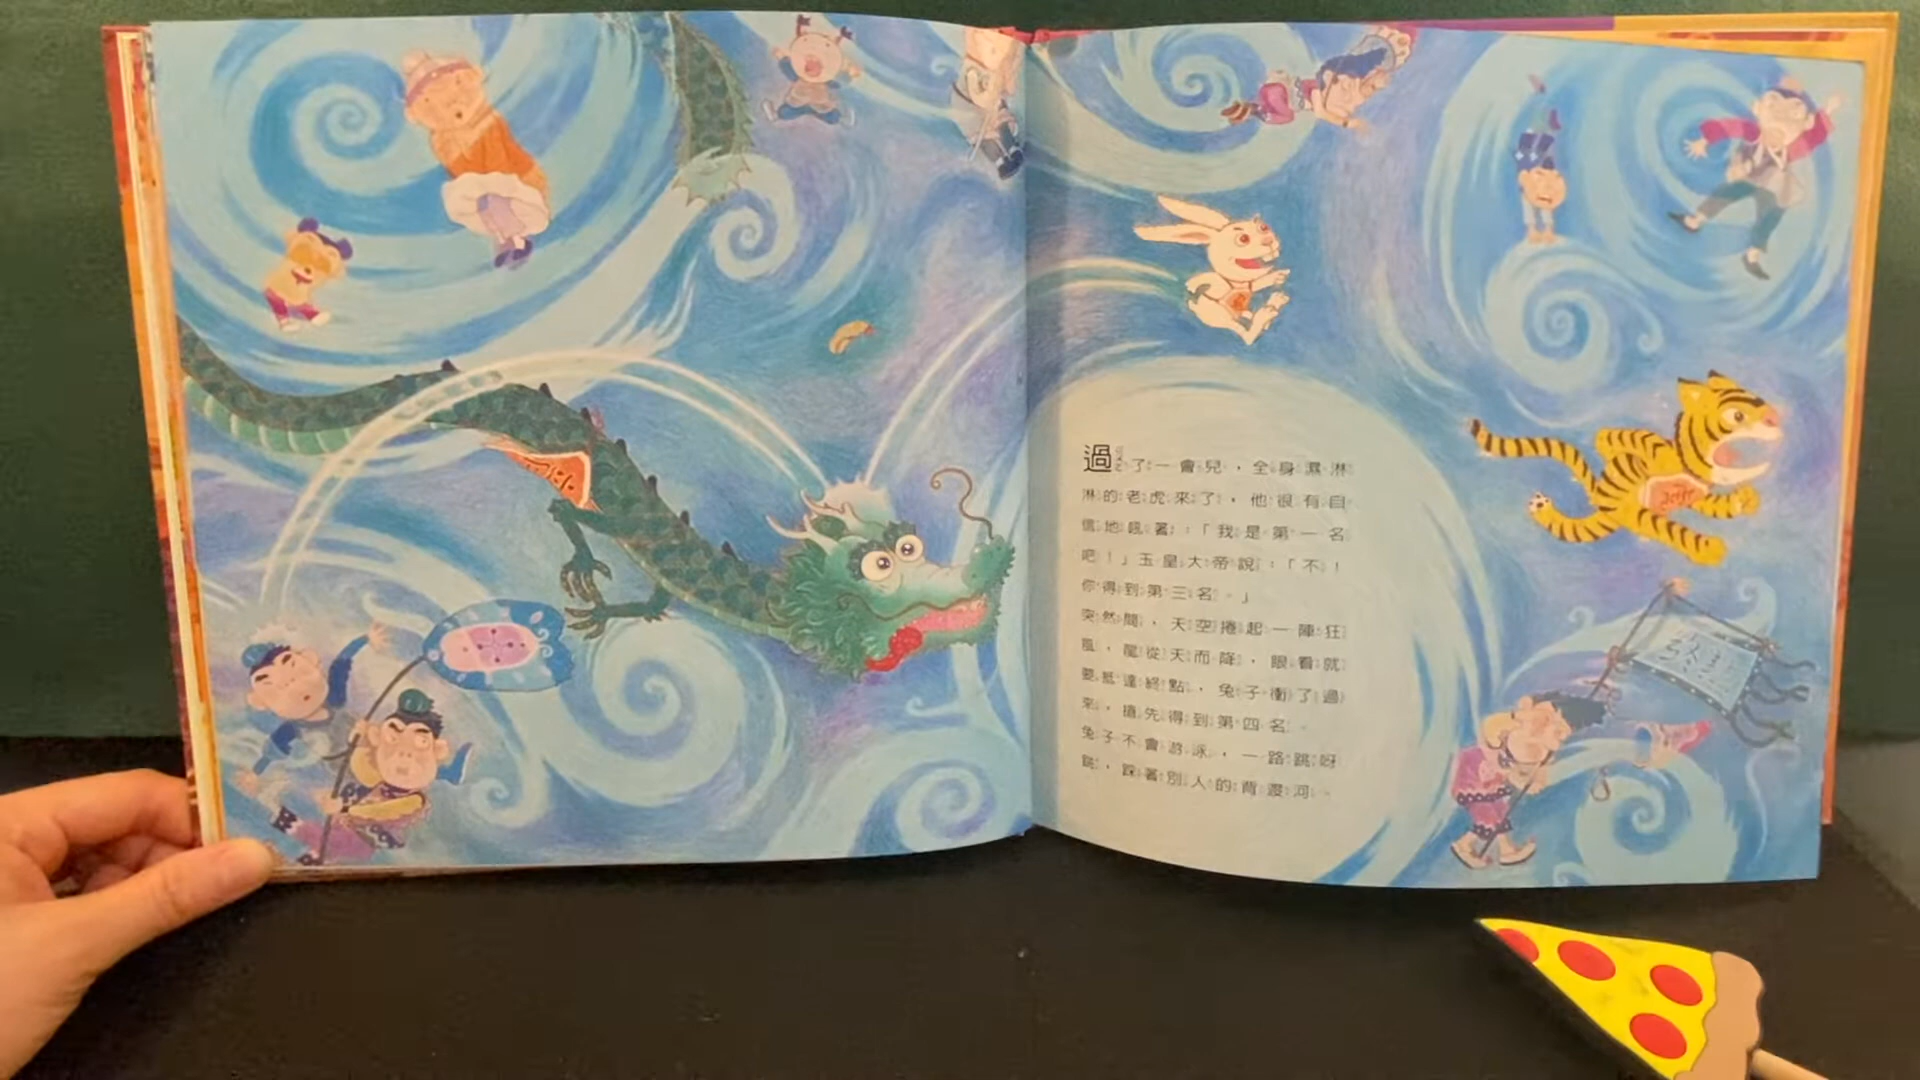 過了一會兒，全身濕淋
淋的老虎來了，他很有自
信地吼著：「我是第一名
吧！」玉皇大帝說：「不！
你得到第三名。」
突然間，天空捲起一陣狂
風，龍從天而降，眼看就
要抵達終點，兔子衝了過
來，搶先得到第四名。
兔子不會游泳，一路跳呀
跳，踩著別人的背渡河。
終點